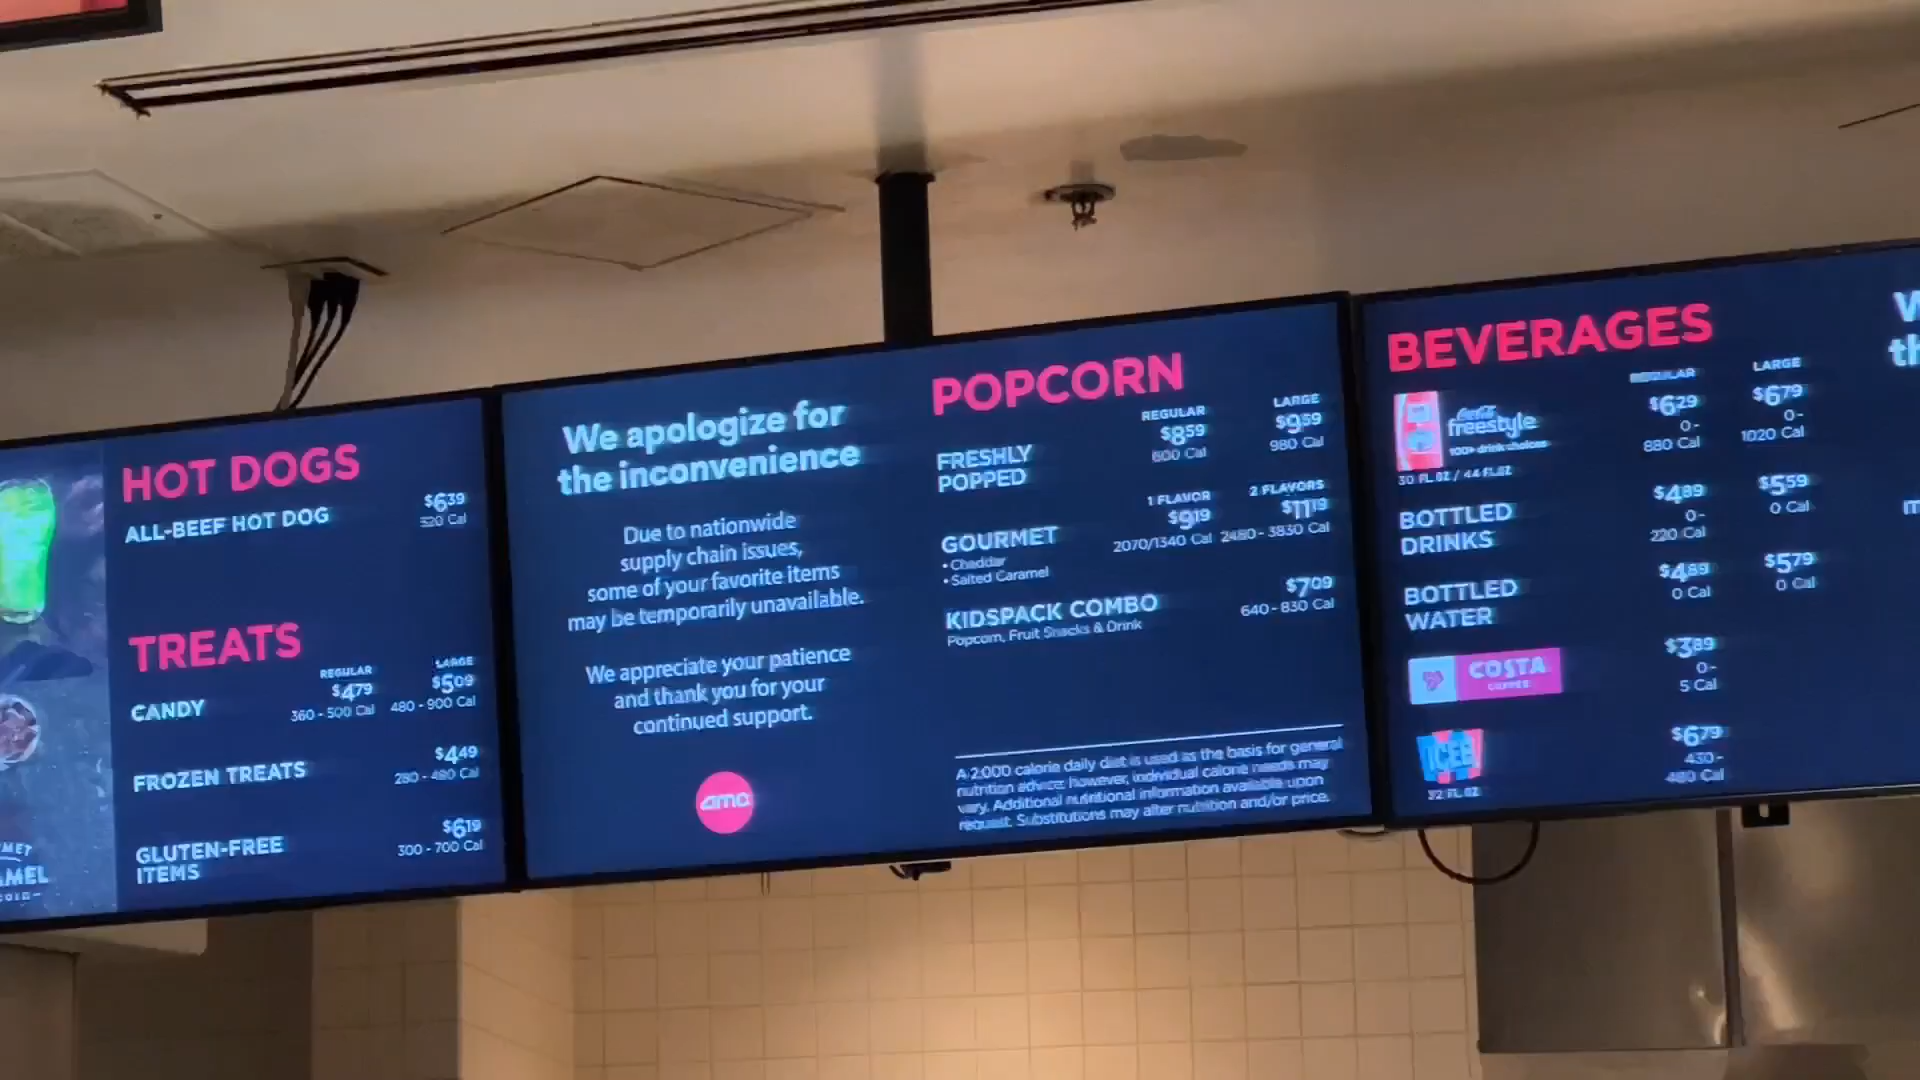 HOT DOGS
ALL-BEEF HOT DOG $6.39
520 Cal
TREATS
REGULAR LARGE
CANDY $4.79 $5.09
360 - 500 Cal 480 - 900 Cal
FROZEN TREATS $4.49
280 - 480 Cal
GLUTEN-FREE ITEMS $6.19
300 - 700 Cal
We apologize for
the inconvenience
Due to nationwide
supply chain issues,
some of your favorite items
may be temporarily unavailable.
We appreciate your patience
and thank you for your
continued support.
amc
POPCORN
REGULAR LARGE
FRESHLY POPPED $8.59 $9.59
600 Cal 980 Cal
1 FLAVOR 2 FLAVORS
GOURMET $9.19 $11.19
2070/1340 Cal 2480 - 3830 Cal
• Cheddar
• Salted Caramel
KIDSPACK COMBO $7.09
Popcorn, Fruit Snacks & Drink 640 - 830 Cal
A 2,000 calorie daily diet is used as the basis for general
nutrition advice; however, individual calorie needs may
vary. Additional nutritional information available upon
request. Substitutions may alter nutrition and/or price.
BEVERAGES
REGULAR LARGE
Coca-Cola freestyle $6.29 $6.79
100+ drink choices 0-880 Cal 0-1020 Cal
30 FL OZ / 44 FL OZ
BOTTLED DRINKS $4.89 $5.59
0-220 Cal 0 Cal
BOTTLED WATER $4.89 $5.79
0 Cal 0 Cal
COSTA COFFEE $3.89
0-5 Cal
ICEE $6.79
32 FL OZ 430-480 Cal